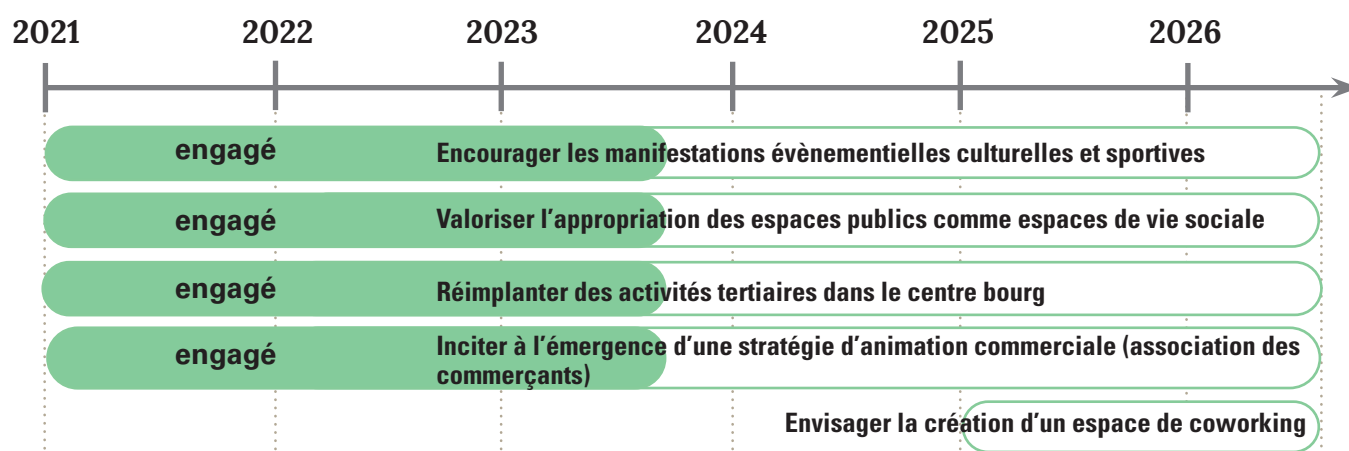 2021 2022 2023 2024 2025 2026
engagé Encourager les manifestations évènementielles culturelles et sportives
engagé Valoriser l'appropriation des espaces publics comme espaces de vie sociale
engagé Réimplanter des activités tertiaires dans le centre bourg
engagé Inciter à l'émergence d'une stratégie d'animation commerciale (association des
commerçants)
Envisager la création d'un espace de coworking